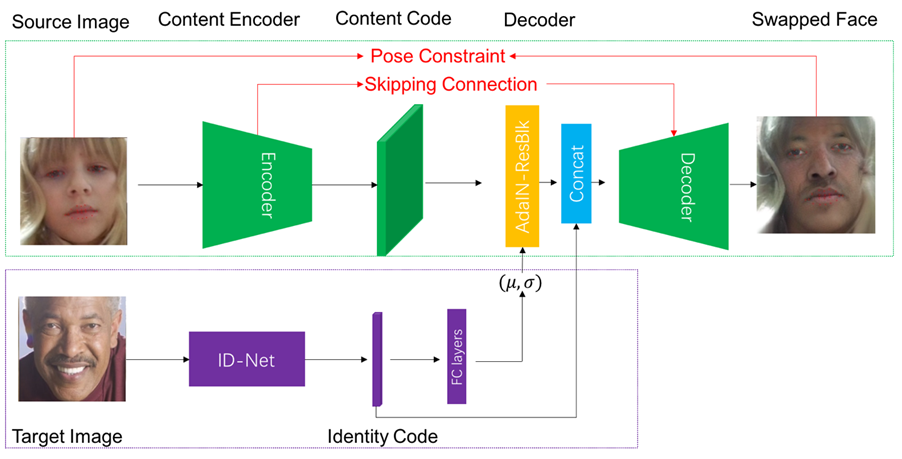 Source Image
Content Encoder
Content Code
Decoder
Swapped Face
Pose Constraint
Skipping Connection
Encoder
AdaIN-ResBlk
Concat
Decoder
(μ, σ)
ID-Net
FC layers
Target Image
Identity Code